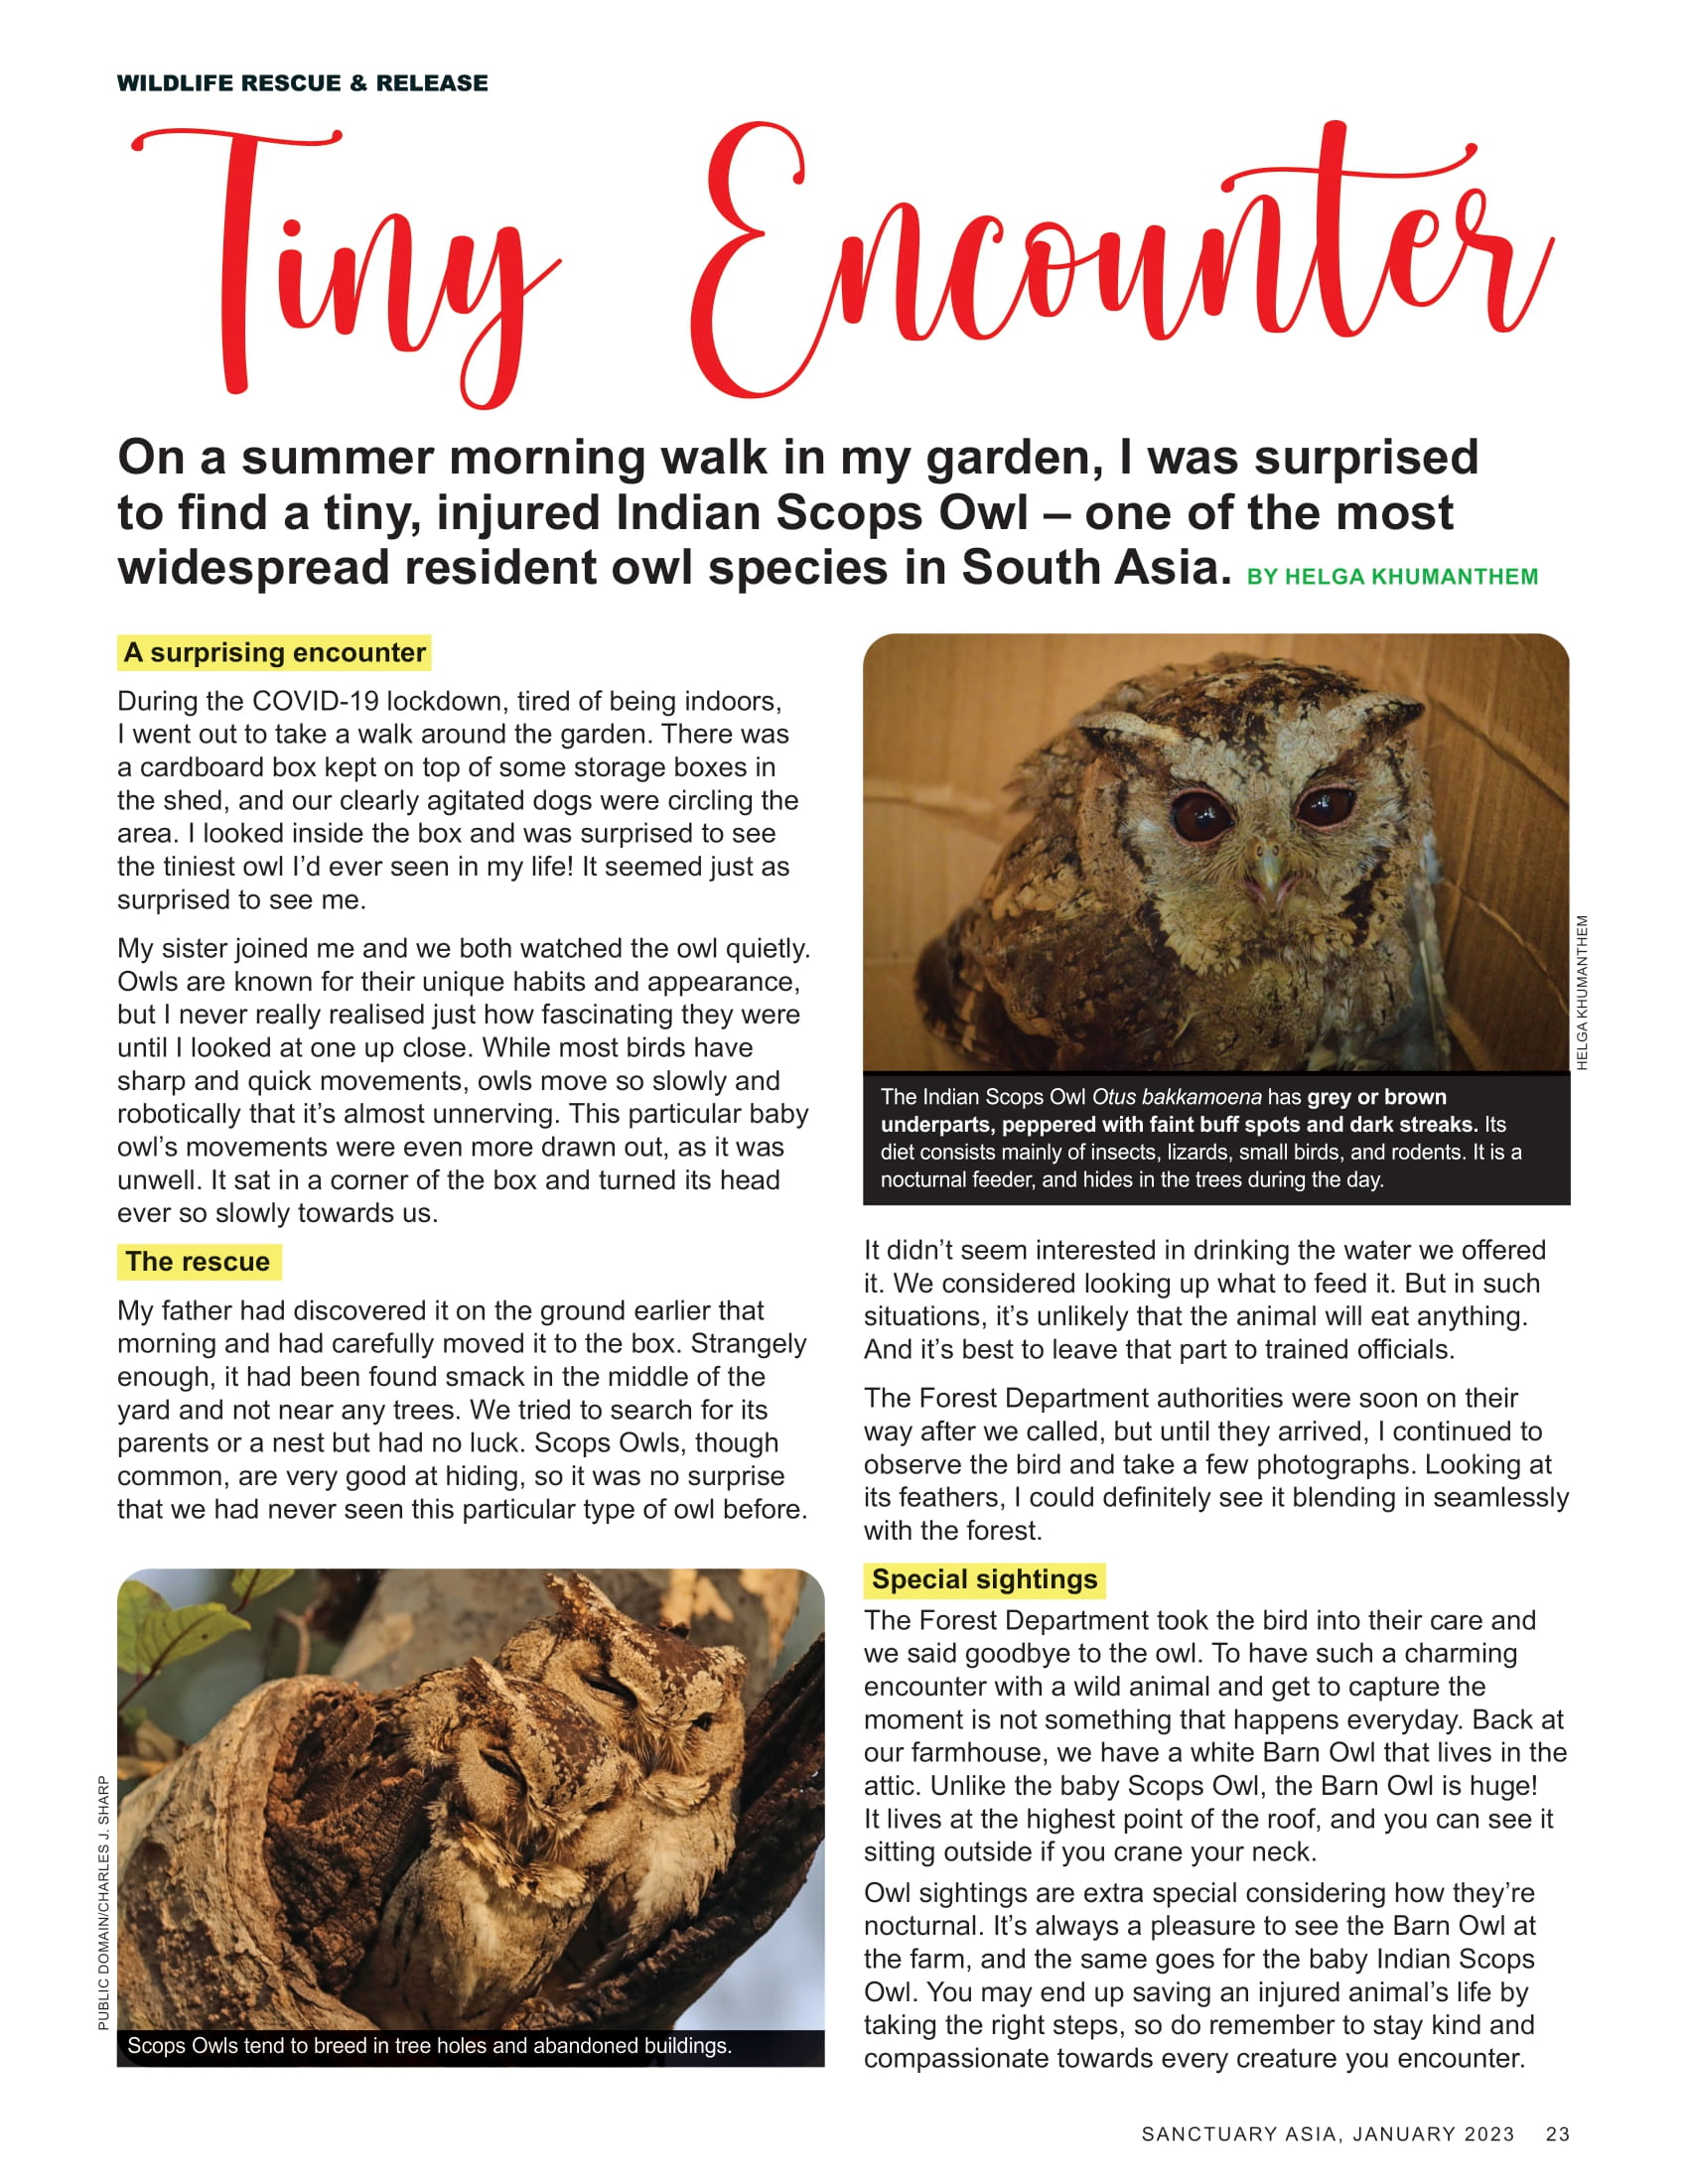 WILDLIFE RESCUE & RELEASE
Tiny Encounter
On a summer morning walk in my garden, I was surprised
to find a tiny, injured Indian Scops Owl – one of the most
widespread resident owl species in South Asia. BY HELGA KHUMANTHEM
A surprising encounter
During the COVID-19 lockdown, tired of being indoors,
I went out to take a walk around the garden. There was
a cardboard box kept on top of some storage boxes in
the shed, and our clearly agitated dogs were circling the
area. I looked inside the box and was surprised to see
the tiniest owl I’d ever seen in my life! It seemed just as
surprised to see me.
My sister joined me and we both watched the owl quietly.
Owls are known for their unique habits and appearance,
but I never really realised just how fascinating they were
until I looked at one up close. While most birds have
sharp and quick movements, owls move so slowly and
robotically that it’s almost unnerving. This particular baby
owl’s movements were even more drawn out, as it was
unwell. It sat in a corner of the box and turned its head
ever so slowly towards us.
The rescue
My father had discovered it on the ground earlier that
morning and had carefully moved it to the box. Strangely
enough, it had been found smack in the middle of the
yard and not near any trees. We tried to search for its
parents or a nest but had no luck. Scops Owls, though
common, are very good at hiding, so it was no surprise
that we had never seen this particular type of owl before.
PUBLIC DOMAIN/CHARLES J. SHARP
Scops Owls tend to breed in tree holes and abandoned buildings.
HELGA KHUMANTHEM
The Indian Scops Owl Otus bakkamoena has grey or brown
underparts, peppered with faint buff spots and dark streaks. Its
diet consists mainly of insects, lizards, small birds, and rodents. It is a
nocturnal feeder, and hides in the trees during the day.
It didn’t seem interested in drinking the water we offered
it. We considered looking up what to feed it. But in such
situations, it’s unlikely that the animal will eat anything.
And it’s best to leave that part to trained officials.
The Forest Department authorities were soon on their
way after we called, but until they arrived, I continued to
observe the bird and take a few photographs. Looking at
its feathers, I could definitely see it blending in seamlessly
with the forest.
Special sightings
The Forest Department took the bird into their care and
we said goodbye to the owl. To have such a charming
encounter with a wild animal and get to capture the
moment is not something that happens everyday. Back at
our farmhouse, we have a white Barn Owl that lives in the
attic. Unlike the baby Scops Owl, the Barn Owl is huge!
It lives at the highest point of the roof, and you can see it
sitting outside if you crane your neck.
Owl sightings are extra special considering how they’re
nocturnal. It’s always a pleasure to see the Barn Owl at
the farm, and the same goes for the baby Indian Scops
Owl. You may end up saving an injured animal’s life by
taking the right steps, so do remember to stay kind and
compassionate towards every creature you encounter.
SANCTUARY ASIA, JANUARY 2023 23